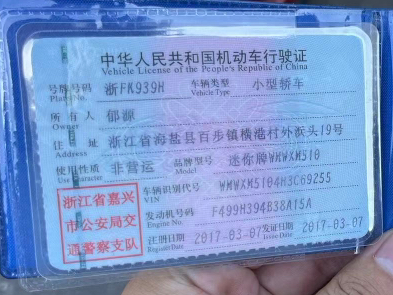 中华人民共和国机动车行驶证
Vehicle License of the People's Republic of China
号牌号码 浙FK939H 车辆类型 小型轿车
Plate No. Vehicle Type
所有人 郁源
Owner
住址 浙江省海盐县百步镇横港村外浜头19号
Address
使用性质 非营运 品牌型号 迷你牌WMWXM510
Use Character Model
浙江省嘉兴
市公安局交
通警察支队
车辆识别代号 WMWXM5104H3C69255
VIN
发动机号码 F499H394B38A15A
Engine No.
注册日期 2017-03-07 发证日期 2017-03-07
Register Date Issue Date